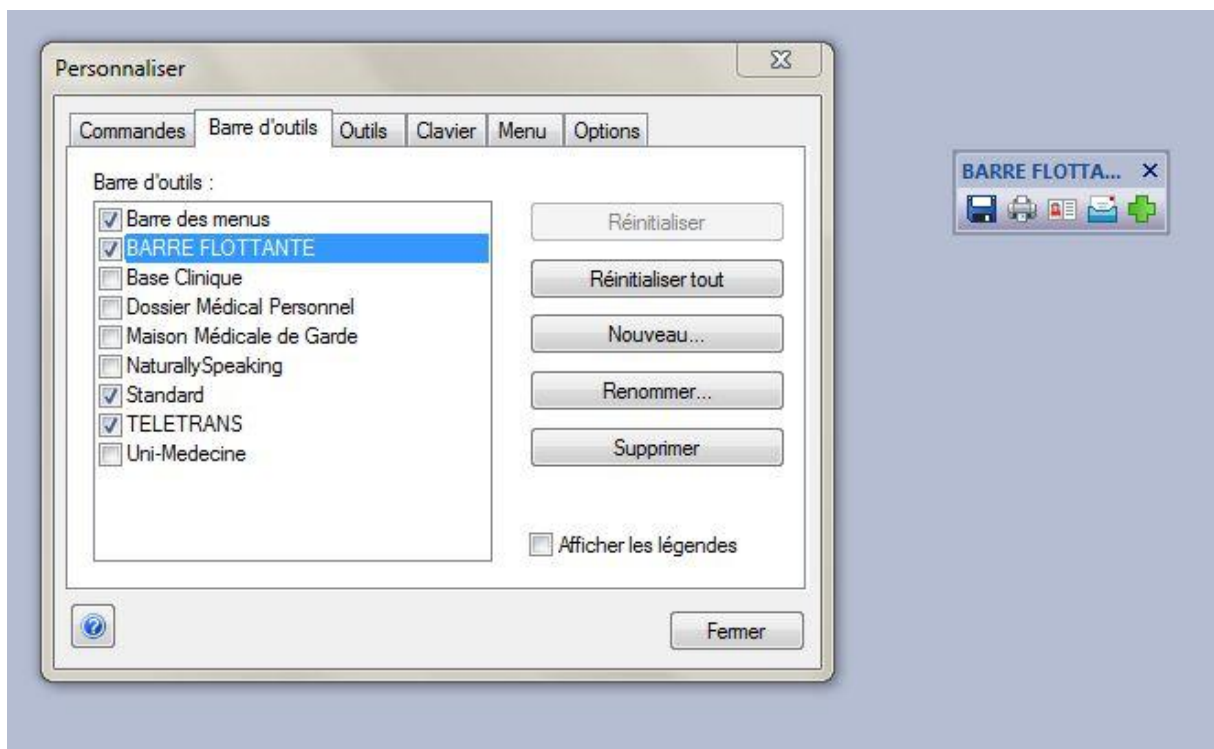 Personnaliser
Commandes Barre d'outils Outils Clavier Menu Options
Barre d'outils :
Barre des menus
BARRE FLOTTANTE
Base Clinique
Dossier Médical Personnel
Maison Médicale de Garde
NaturallySpeaking
Standard
TELETRANS
Uni-Medecine
Réinitialiser
Réinitialiser tout
Nouveau...
Renommer...
Supprimer
Afficher les légendes
Fermer
BARRE FLOTTA...